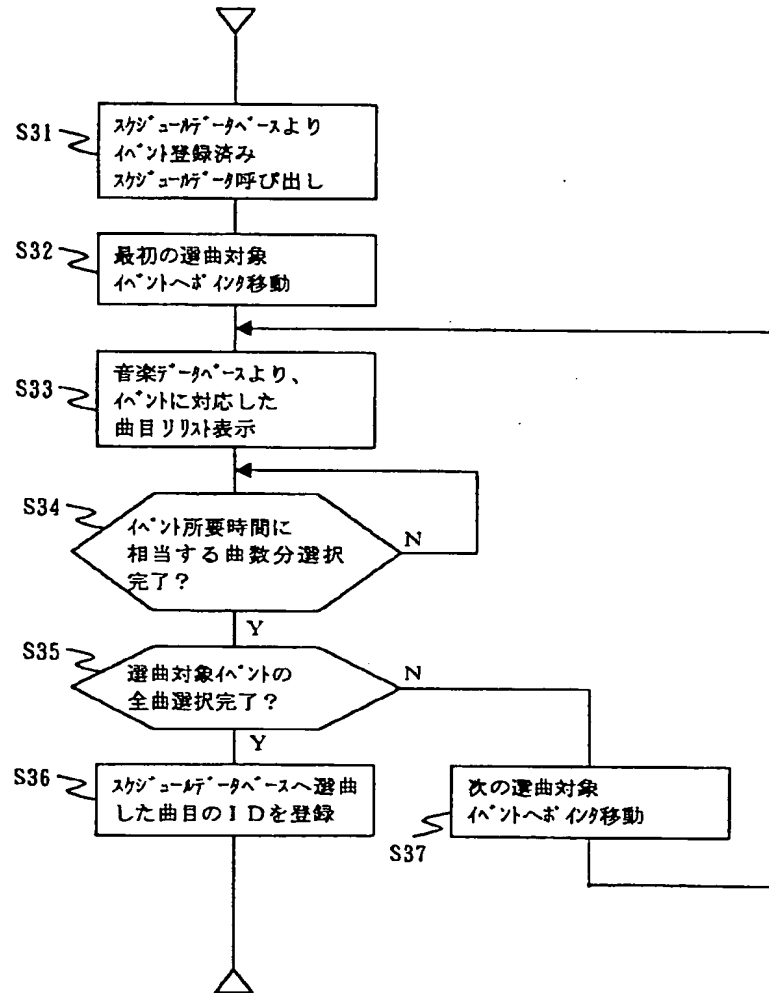 S31
スケジュールデータベースより
イベント登録済み
スケジュールデータ呼び出し
S32
最初の選曲対象
イベントへポインタ移動
S33
音楽データベースより、
イベントに対応した
曲目リリスト表示
S34
イベント所要時間に
相当する曲数分選択
完了？
N
Y
S35
選曲対象イベントの
全曲選択完了？
N
Y
S36
スケジュールデータベースへ選曲
した曲目のIDを登録
次の選曲対象
イベントへポインタ移動
S37